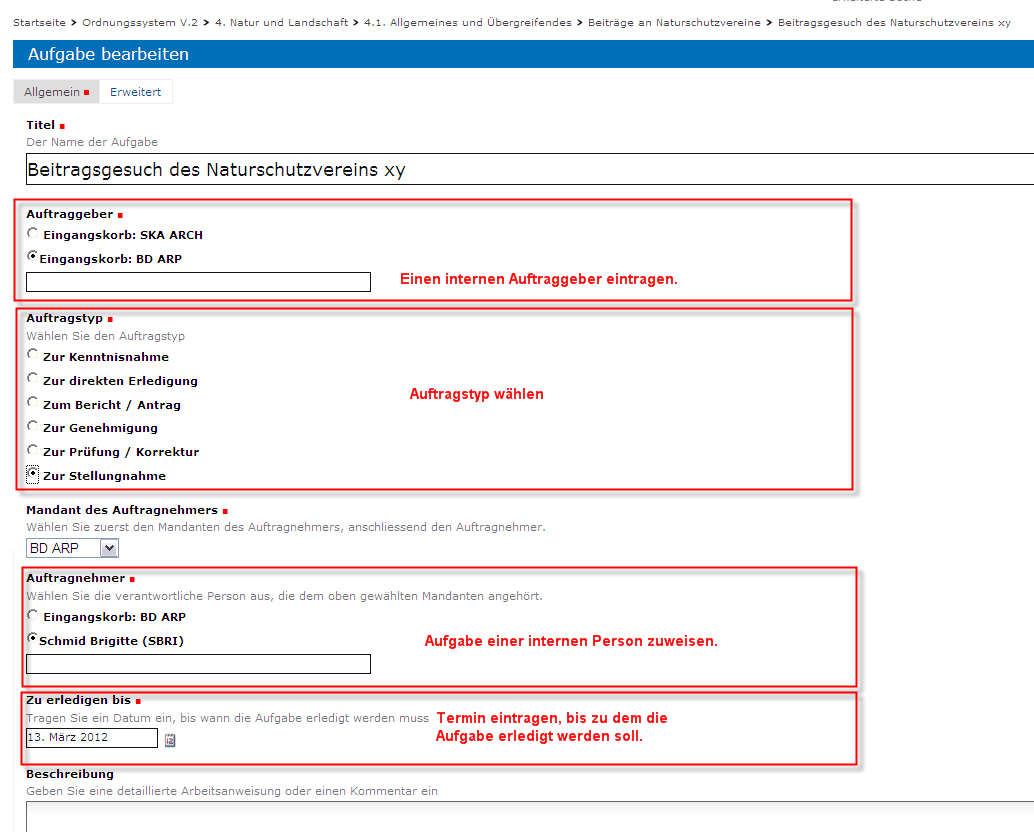 Startseite > Ordnungssystem V.2 > 4. Natur und Landschaft > 4.1. Allgemeines und Übergreifendes > Beiträge an Naturschutzvereine > Beitragsgesuch des Naturschutzvereins xy
Aufgabe bearbeiten
Allgemein Erweitert
Titel
Der Name der Aufgabe
Beitragsgesuch des Naturschutzvereins xy
Auftraggeber
Eingangskorb: SKA ARCH
Eingangskorb: BD ARP
Einen internen Auftraggeber eintragen.
Auftragstyp
Wählen Sie den Auftragstyp
Zur Kenntnisnahme
Zur direkten Erledigung
Auftragstyp wählen
Zum Bericht / Antrag
Zur Genehmigung
Zur Prüfung / Korrektur
Zur Stellungnahme
Mandant des Auftragnehmers
Wählen Sie zuerst den Mandanten des Auftragnehmers, anschliessend den Auftragnehmer.
BD ARP
Auftragnehmer
Wählen Sie die verantwortliche Person aus, die dem oben gewählten Mandanten angehört.
Eingangskorb: BD ARP
Schmid Brigitte (SBRI)
Aufgabe einer internen Person zuweisen.
Zu erledigen bis
Tragen Sie ein Datum ein, bis wann die Aufgabe erledigt werden muss
Termin eintragen, bis zu dem die
Aufgabe erledigt werden soll.
13. März 2012
Beschreibung
Geben Sie eine detaillierte Arbeitsanweisung oder einen Kommentar ein